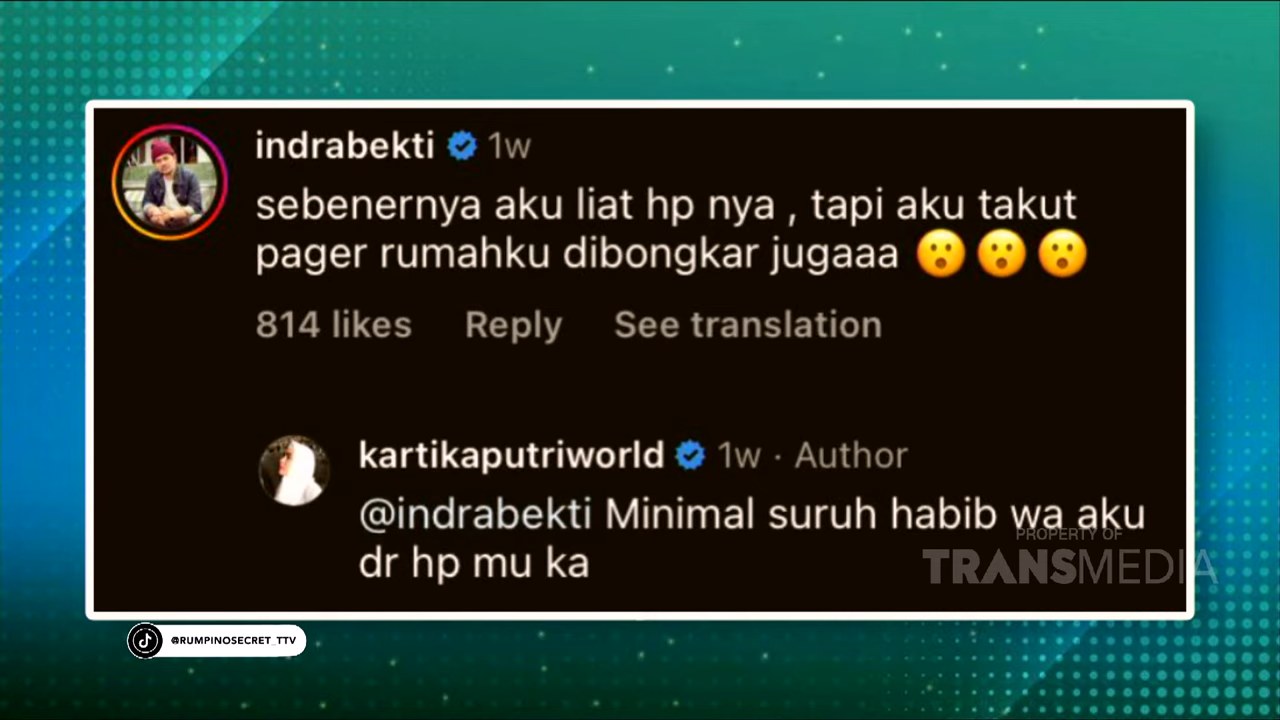 indrabekti 1w
sebenernya aku liat hp nya , tapi aku takut
pager rumahku dibongkar jugaaa 😮😮😮
814 likes Reply See translation
kartikaputriworld 1w · Author
@indrabekti Minimal suruh habib wa aku
dr hp mu ka
PROPERTY OF
TRANSMEDIA
@RUMPINOSECRET_TTV